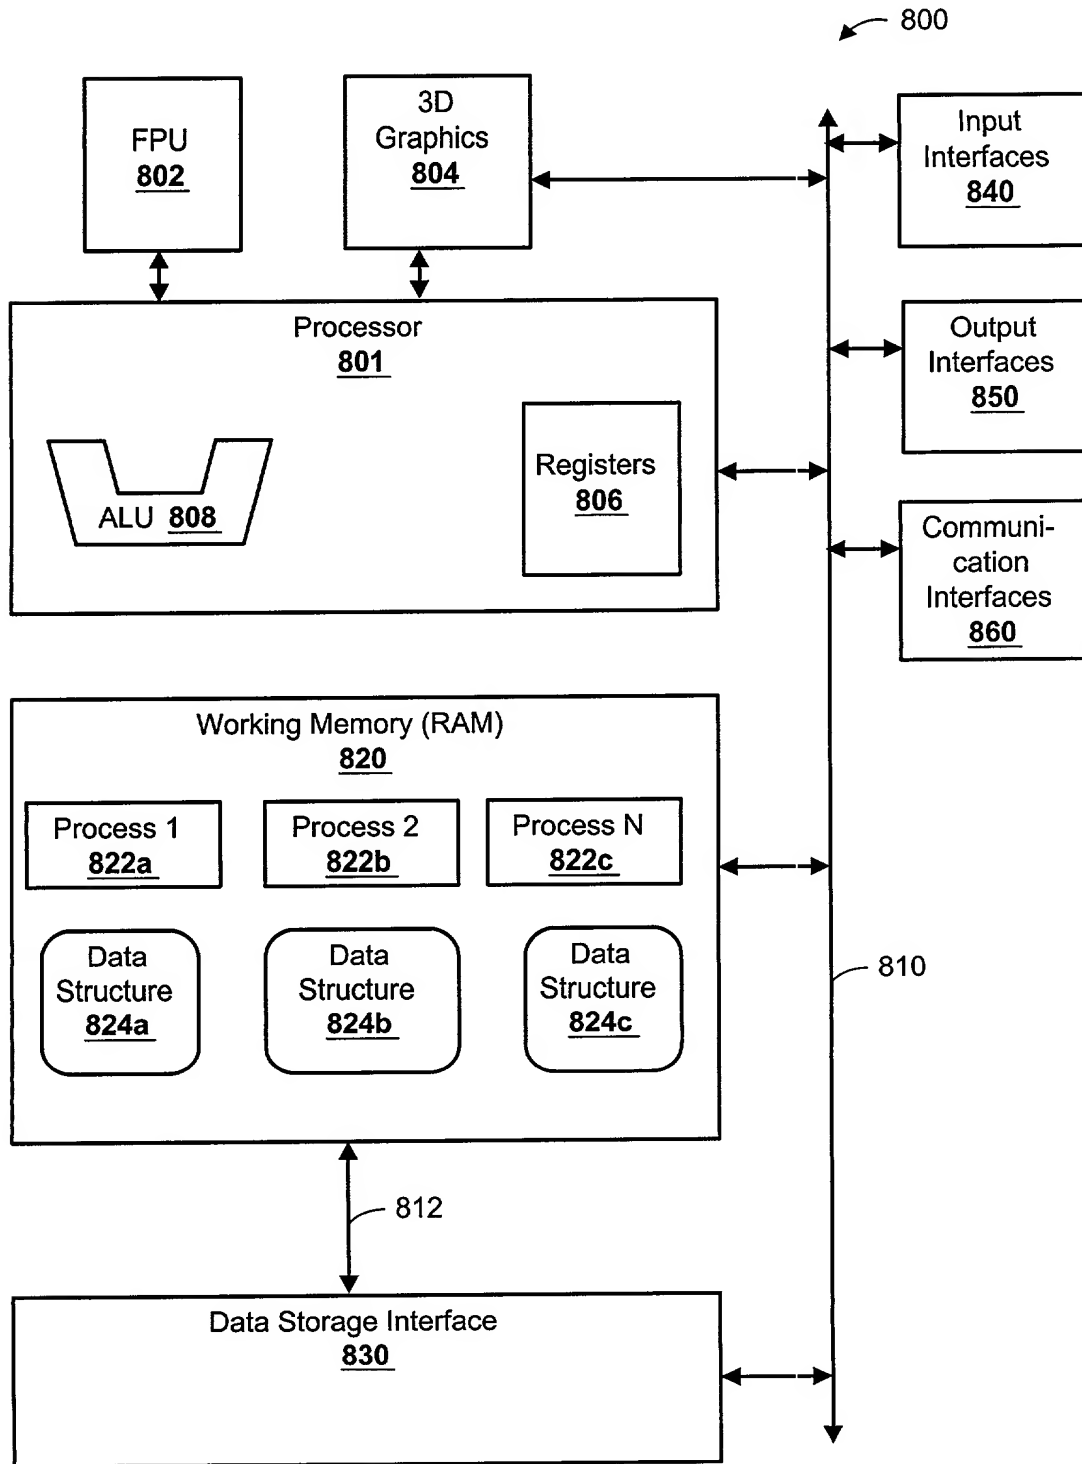 800
FPU
802
3D
Graphics
804
Input
Interfaces
840
Processor
801
Output
Interfaces
850
ALU 808
Registers
806
Communi-
cation
Interfaces
860
Working Memory (RAM)
820
Process 1
822a
Process 2
822b
Process N
822c
Data
Structure
824a
Data
Structure
824b
Data
Structure
824c
810
812
Data Storage Interface
830